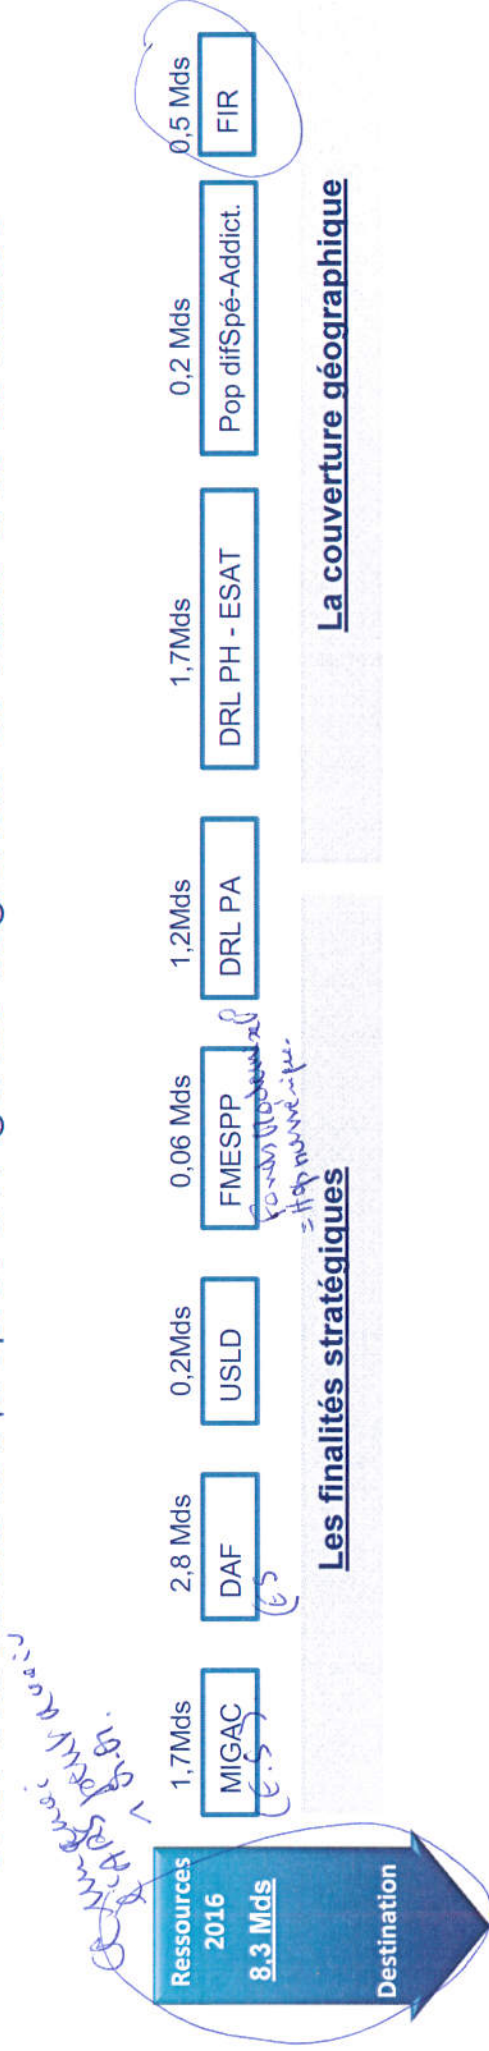 Ressources
2016
8,3 Mds
Destination
1,7Mds
MIGAC
(E.S)
2,8 Mds
DAF
(ES
0,2Mds
USLD
0,06 Mds
FMESPP
Fonds
1,2Mds
DRL PA
1,7Mds
DRL PH - ESAT
0,2 Mds
Pop difSpé-Addict.
0,5 Mds
FIR
Les finalités stratégiques
La couverture géographique